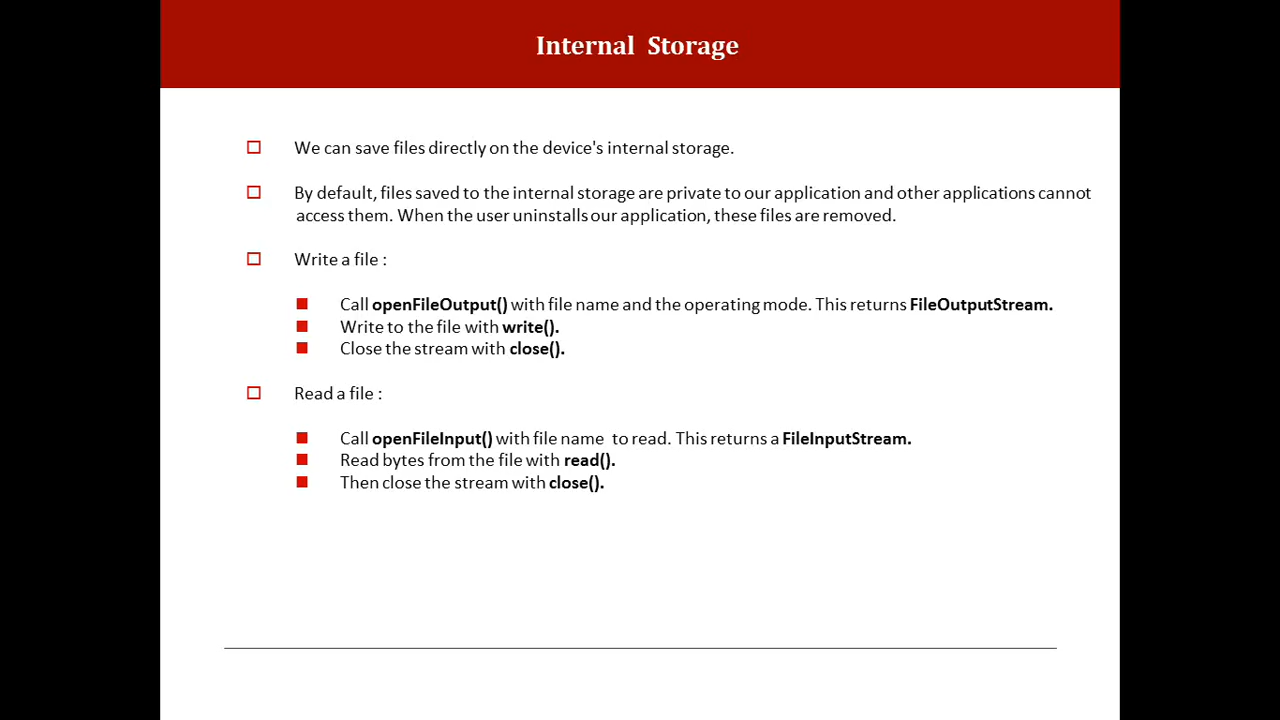 Internal Storage
We can save files directly on the device's internal storage.
By default, files saved to the internal storage are private to our application and other applications cannot
access them. When the user uninstalls our application, these files are removed.
Write a file :
Call openFileOutput() with file name and the operating mode. This returns FileOutputStream.
Write to the file with write().
Close the stream with close().
Read a file :
Call openFileInput() with file name to read. This returns a FileInputStream.
Read bytes from the file with read().
Then close the stream with close().